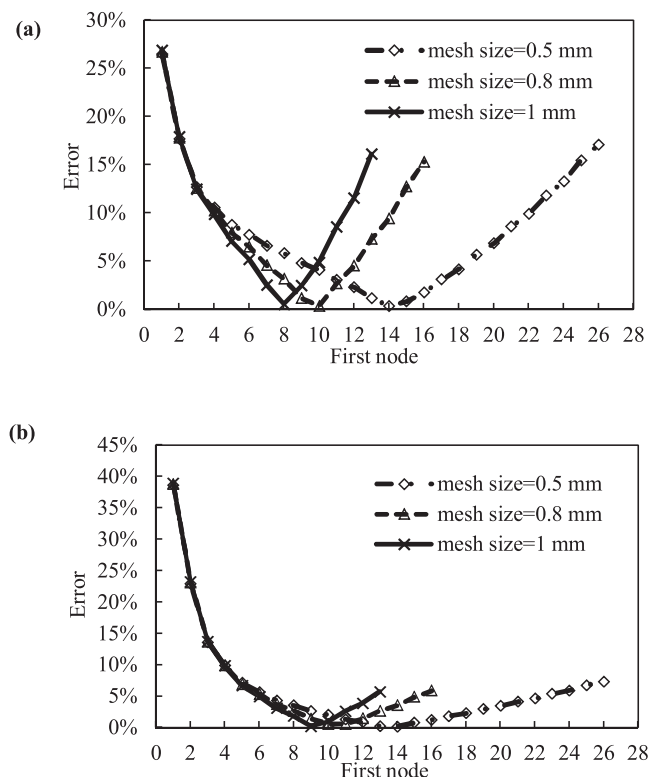 (a)
30%
25%
20%
15%
10%
5%
0%
Error
mesh size=0.5 mm
mesh size=0.8 mm
mesh size=1 mm
0 2 4 6 8 10 12 14 16 18 20 22 24 26 28
First node
(b)
45%
40%
35%
30%
25%
20%
15%
10%
5%
0%
Error
mesh size=0.5 mm
mesh size=0.8 mm
mesh size=1 mm
0 2 4 6 8 10 12 14 16 18 20 22 24 26 28
First node